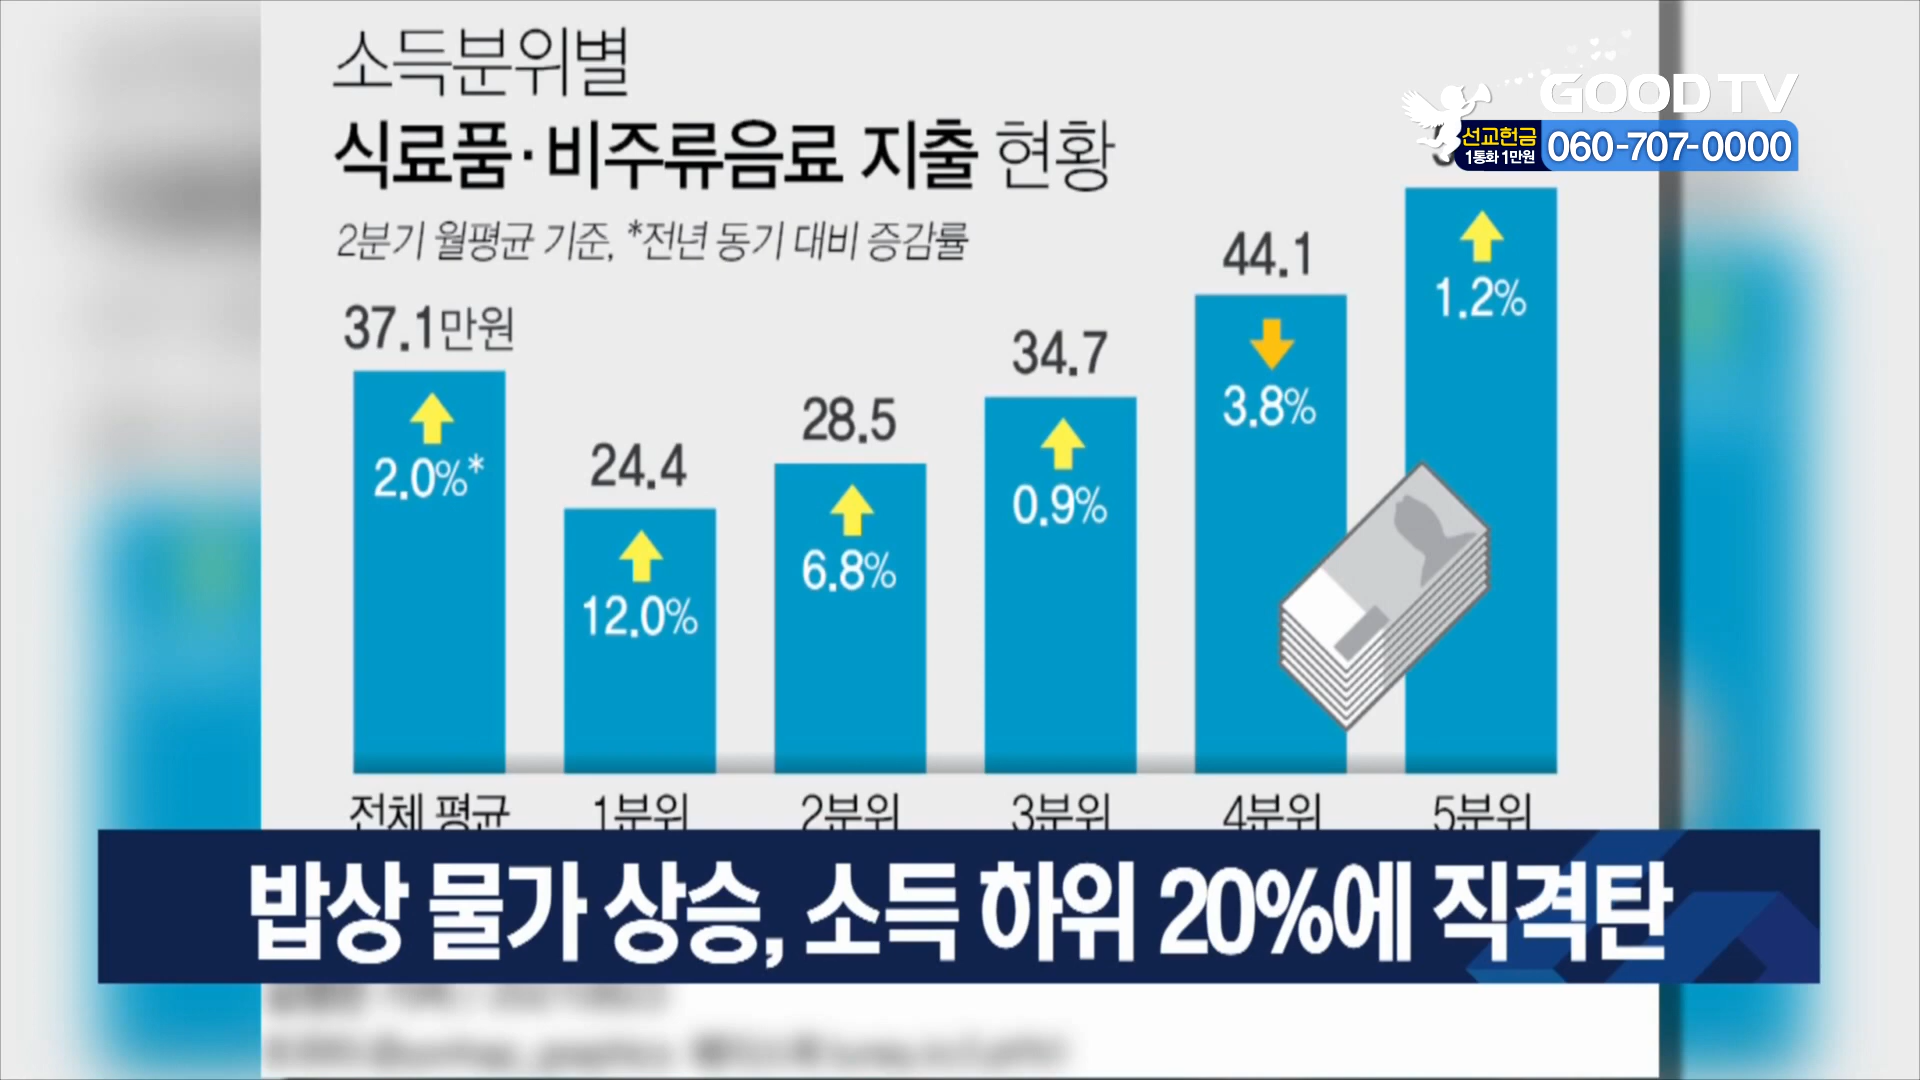 소득분위별
식료품·비주류음료 지출 현황
2분기 월평균 기준, *전년 동기 대비 증감률
GOODTV
선교헌금
1통화 1만원
060-707-0000
37.1만원
2.0%*
24.4
12.0%
28.5
6.8%
34.7
0.9%
44.1
3.8%
1.2%
전체 평균 1분위 2분위 3분위 4분위 5분위
밥상 물가 상승, 소득 하위 20%에 직격탄